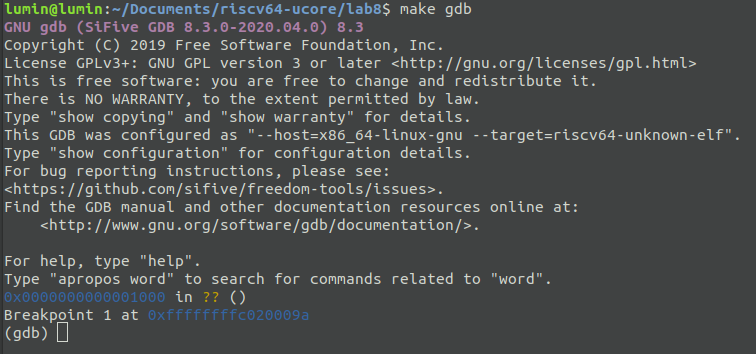 lumin@lumin:~/Documents/riscv64-ucore/lab8$ make gdb
GNU gdb (SiFive GDB 8.3.0-2020.04.0) 8.3
Copyright (C) 2019 Free Software Foundation, Inc.
License GPLv3+: GNU GPL version 3 or later <http://gnu.org/licenses/gpl.html>
This is free software: you are free to change and redistribute it.
There is NO WARRANTY, to the extent permitted by law.
Type "show copying" and "show warranty" for details.
This GDB was configured as "--host=x86_64-linux-gnu --target=riscv64-unknown-elf".
Type "show configuration" for configuration details.
For bug reporting instructions, please see:
<https://github.com/sifive/freedom-tools/issues>.
Find the GDB manual and other documentation resources online at:
    <http://www.gnu.org/software/gdb/documentation/>.

For help, type "help".
Type "apropos word" to search for commands related to "word".
0x0000000000001000 in ?? ()
Breakpoint 1 at 0xffffffffc020009a
(gdb)